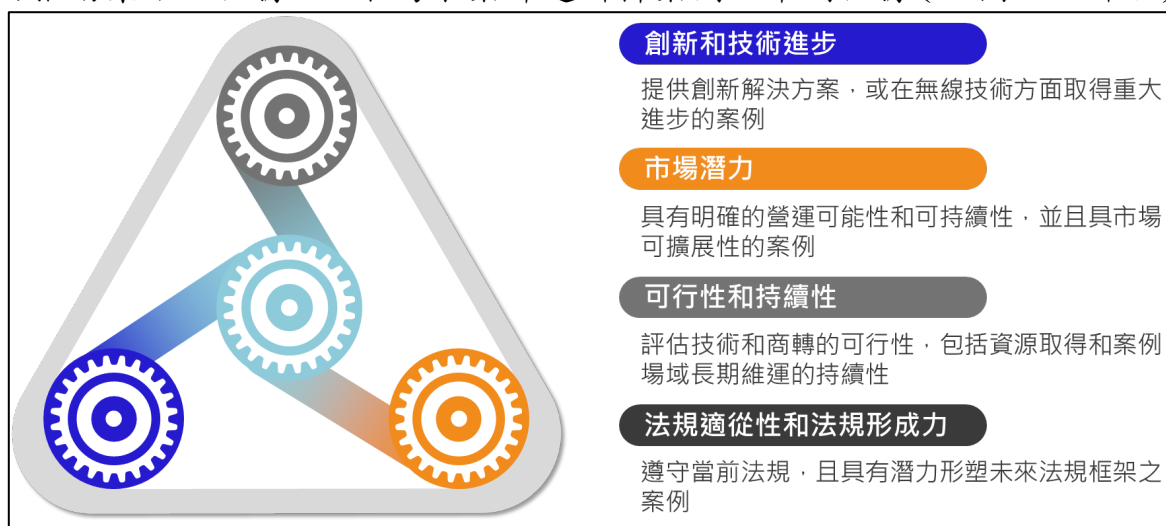 創新和技術進步
提供創新解決方案，或在無線技術方面取得重大
進步的案例
市場潛力
具有明確的營運可能性和可持續性，並且具市場
可擴展性的案例
可行性和持續性
評估技術和商轉的可行性，包括資源取得和案例
場域長期維運的持續性
法規適從性和法規形成力
遵守當前法規，且具有潛力形塑未來法規框架之
案例